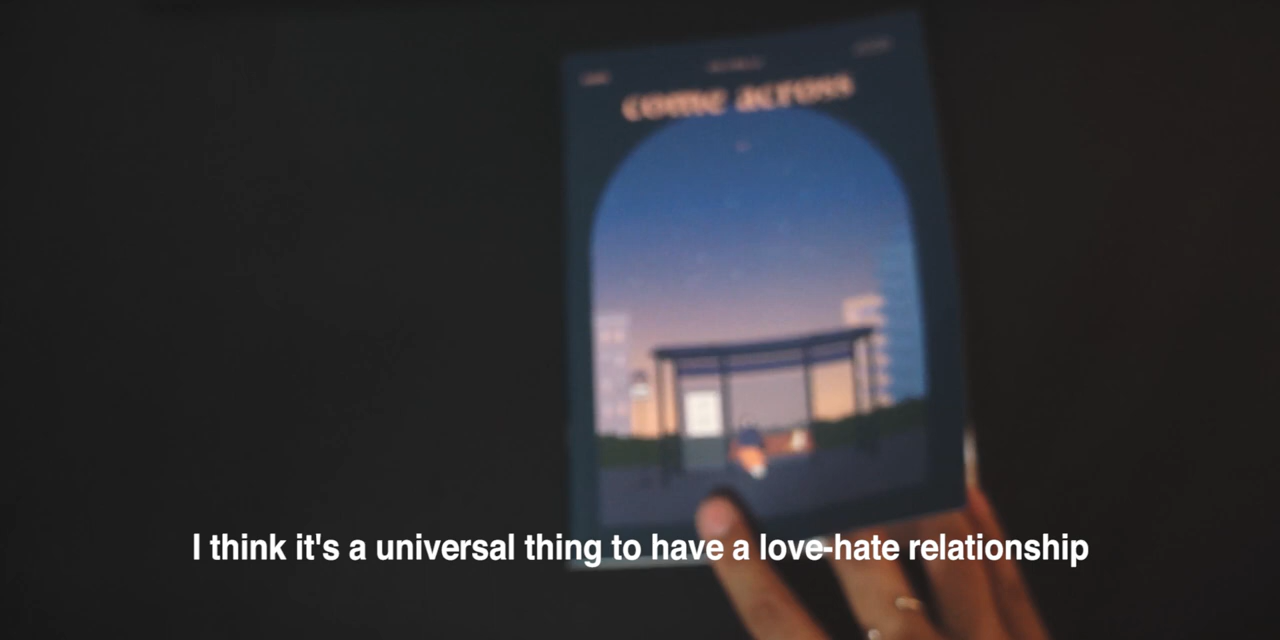 come across
I think it's a universal thing to have a love-hate relationship